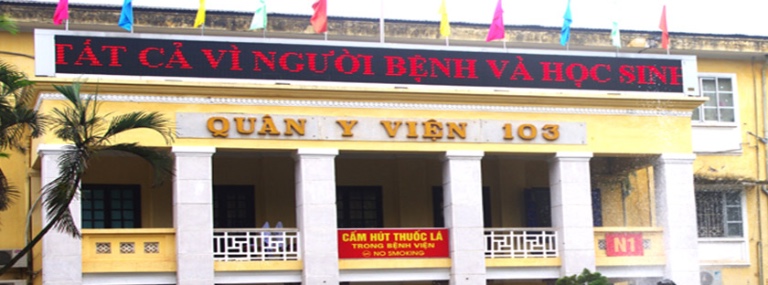 TẤT CẢ VÌ NGƯỜI BỆNH VÀ HỌC SINH
QUÂN Y VIỆN 103
CẤM HÚT THUỐC LÁ
TRONG BỆNH VIỆN
NO SMOKING
N1